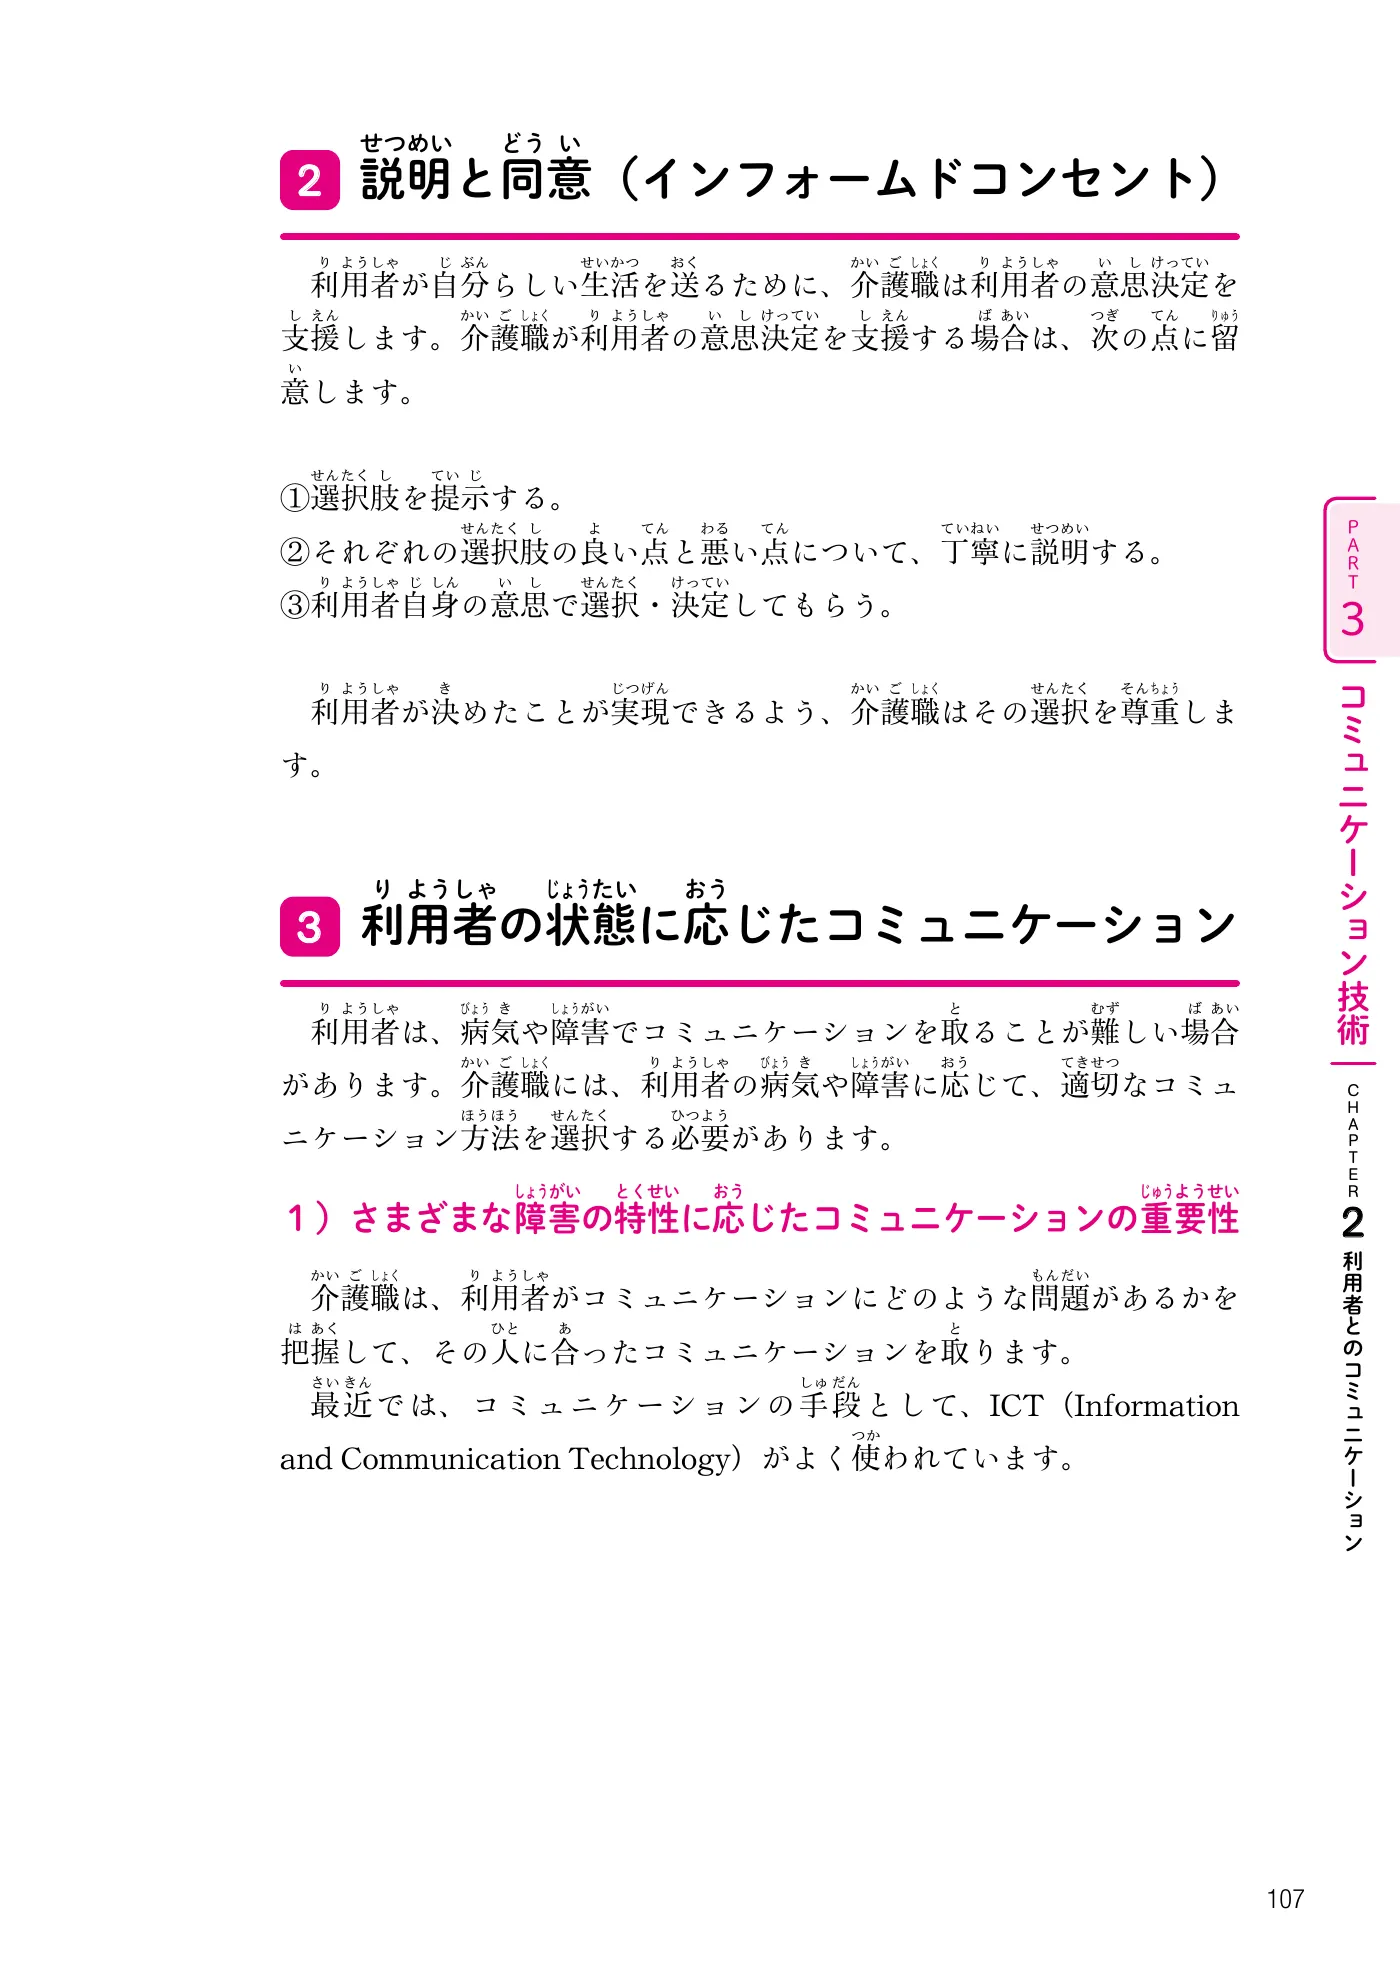 2 説明と同意（インフォームドコンセント）
利用者が自分らしい生活を送るために、介護職は利用者の意思決定を
支援します。介護職が利用者の意思決定を支援する場合は、次の点に留
意します。
①選択肢を提示する。
②それぞれの選択肢の良い点と悪い点について、丁寧に説明する。
③利用者自身の意思で選択・決定してもらう。
利用者が決めたことが実現できるよう、介護職はその選択を尊重しま
す。
3 利用者の状態に応じたコミュニケーション
利用者は、病気や障害でコミュニケーションを取ることが難しい場合
があります。介護職には、利用者の病気や障害に応じて、適切なコミュ
ニケーション方法を選択する必要があります。
1）さまざまな障害の特性に応じたコミュニケーションの重要性
介護職は、利用者がコミュニケーションにどのような問題があるかを
把握して、その人に合ったコミュニケーションを取ります。
最近では、コミュニケーションの手段として、ICT（Information
and Communication Technology）がよく使われています。
PART 3 コミュニケーション技術
CHAPTER 2 利用者とのコミュニケーション
107